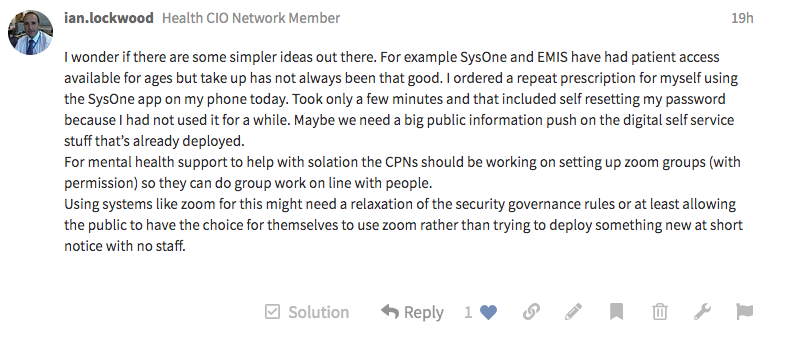 ian.lockwood Health CIO Network Member 19h
I wonder if there are some simpler ideas out there. For example SysOne and EMIS have had patient access
available for ages but take up has not always been that good. I ordered a repeat prescription for myself using
the SysOne app on my phone today. Took only a few minutes and that included self resetting my password
because I had not used it for a while. Maybe we need a big public information push on the digital self service
stuff that’s already deployed.
For mental health support to help with solation the CPNs should be working on setting up zoom groups (with
permission) so they can do group work on line with people.
Using systems like zoom for this might need a relaxation of the security governance rules or at least allowing
the public to have the choice for themselves to use zoom rather than trying to deploy something new at short
notice with no staff.
Solution Reply 1